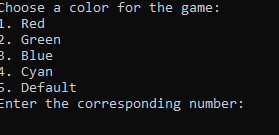 Choose a color for the game:
1. Red
2. Green
3. Blue
4. Cyan
5. Default
Enter the corresponding number: